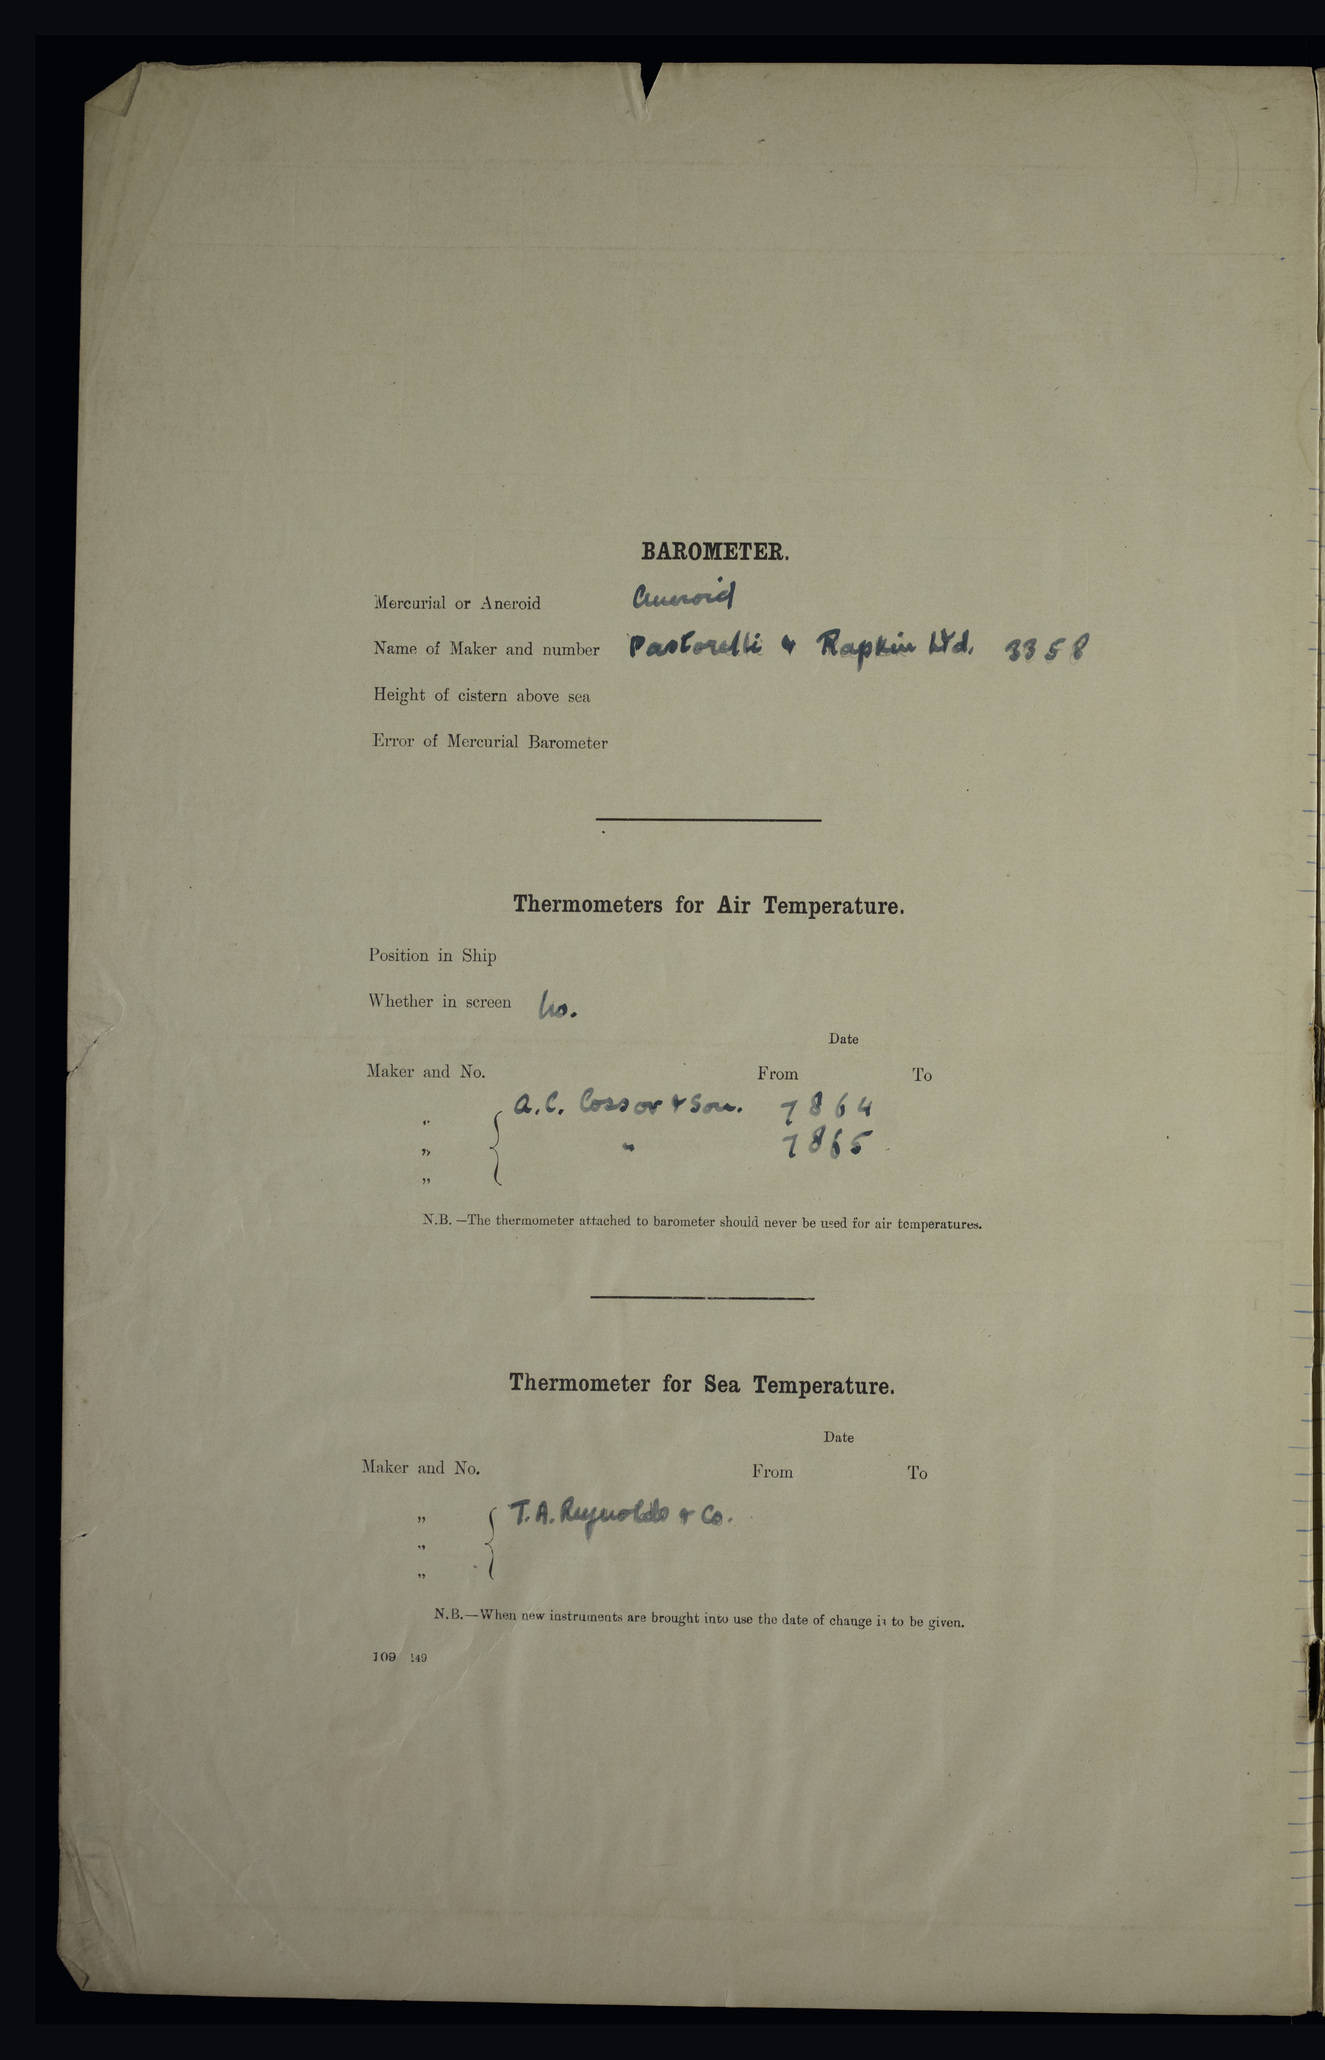 BAROMETER.
Mercurial or Aneroid Aneroid
Name of Maker and number Pastorelli & Rapkin Ltd. 3358
Height of cistern above sea
Error of Mercurial Barometer
Thermometers for Air Temperature.
Position in Ship
Whether in screen No.
Date
Maker and No. From To
„ { A.C. Cossor & Son. 7864
„ " 7865
„
N.B. —The thermometer attached to barometer should never be used for air temperatures.
Thermometer for Sea Temperature.
Date
Maker and No. From To
„ { T. A. Reynolds & Co.
„
„
N.B.—When new instruments are brought into use the date of change is to be given.
109 149